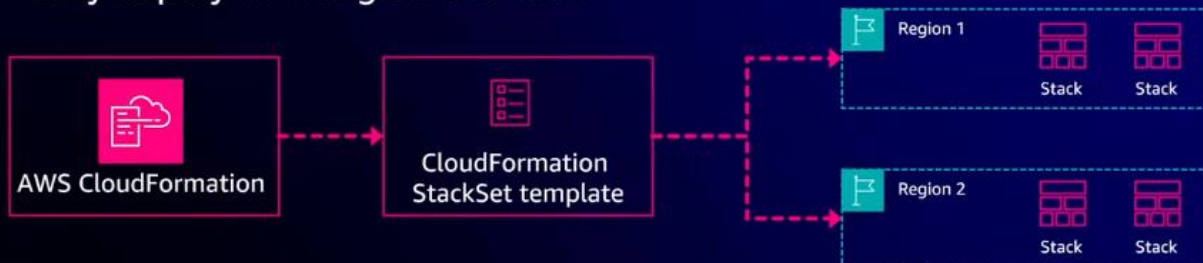 Region 1
Stack Stack
AWS CloudFormation
CloudFormation
StackSet template
Region 2
Stack Stack